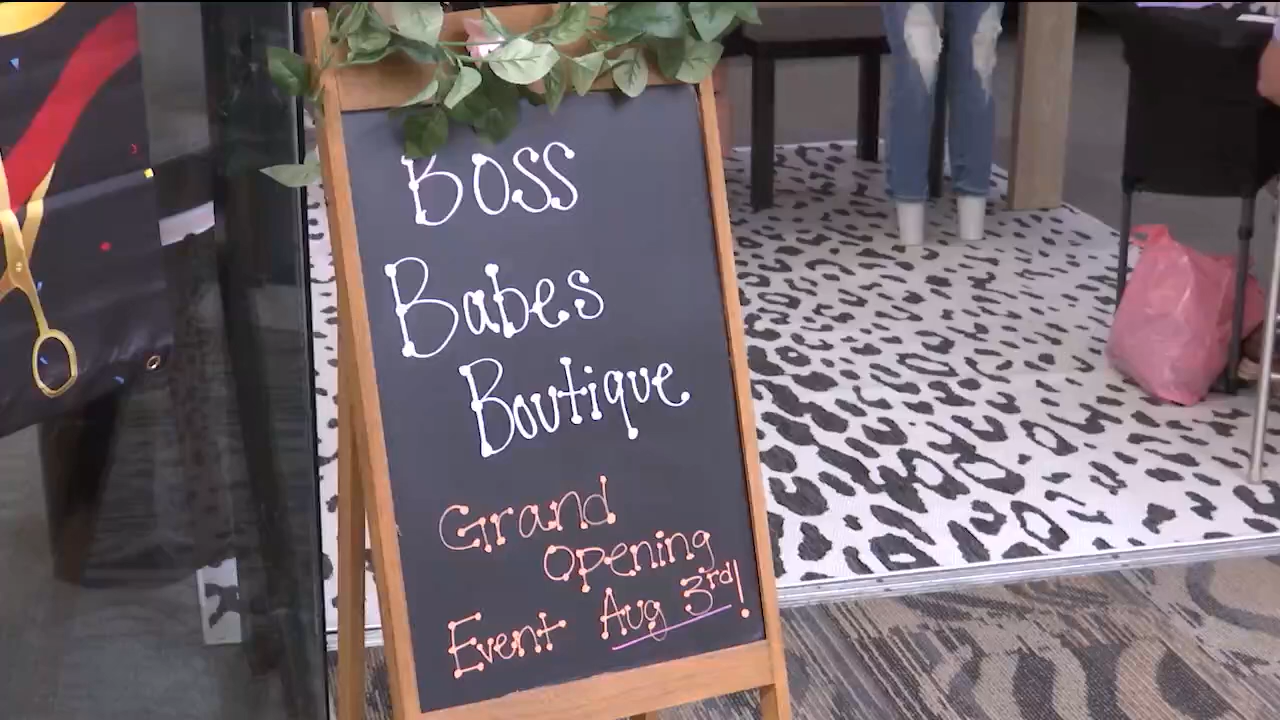 Boss
Babes
Boutique
Grand
opening
Event Aug 3rd!